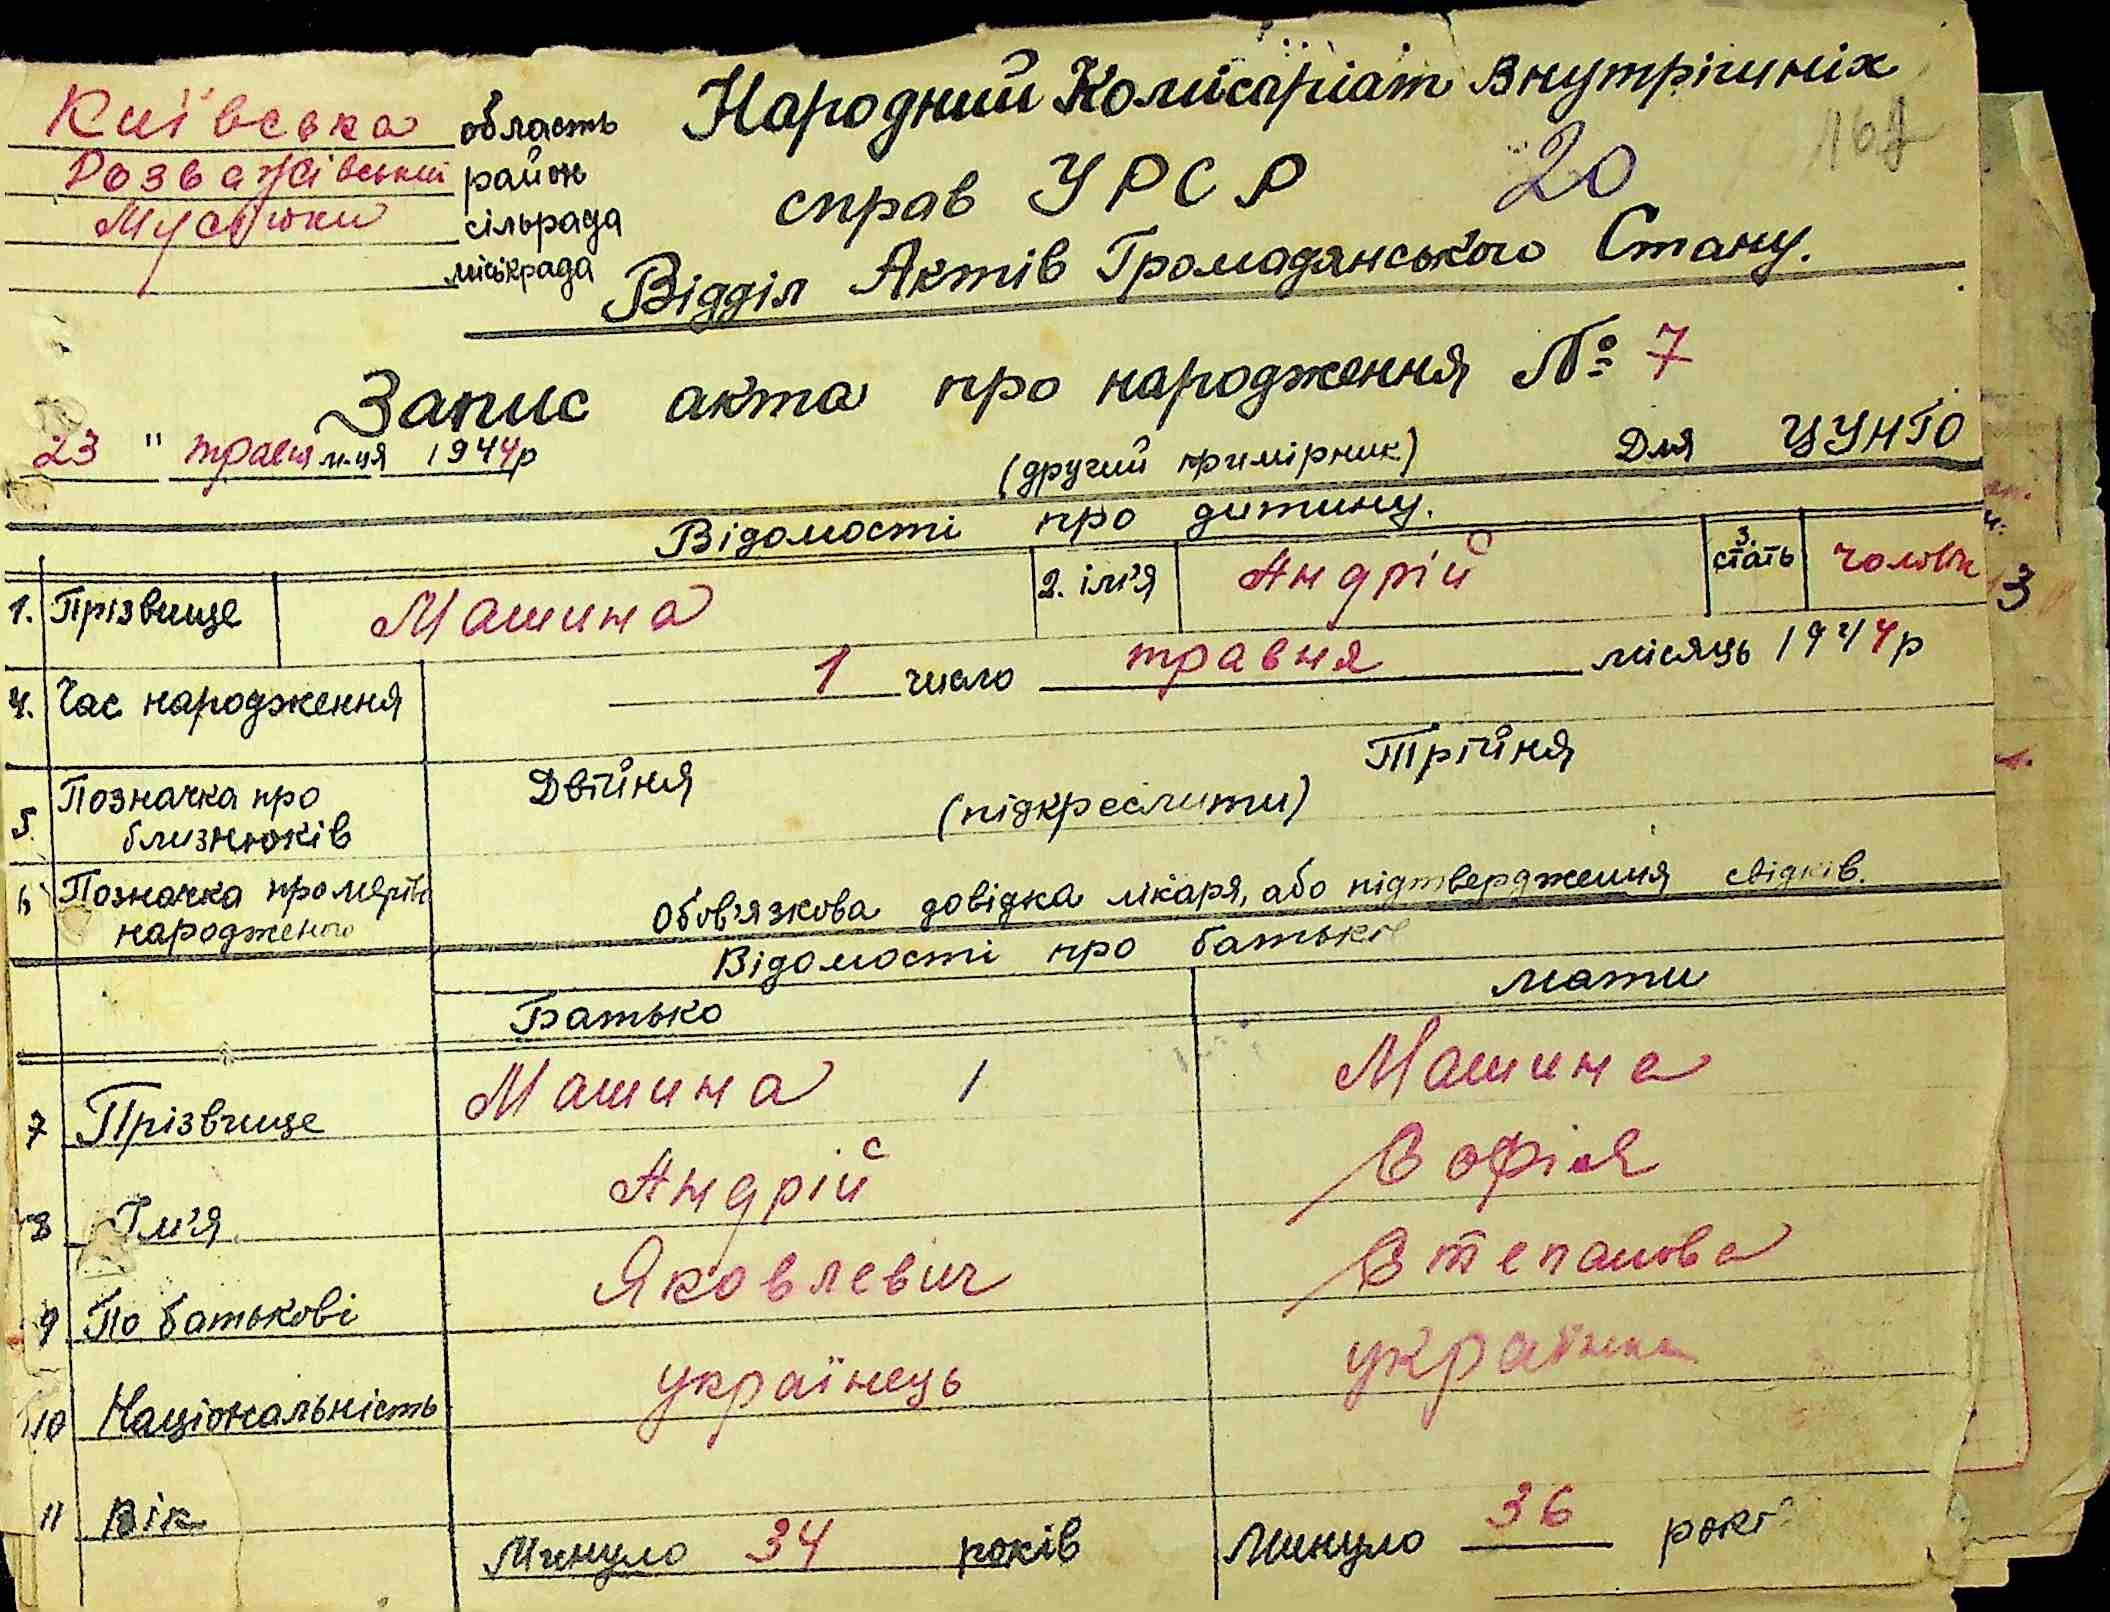 Київська область
Розважівський район
Мусійки сільрада
міськрада
Народний Комісаріат Внутрішніх
справ УРСР 20
Відділ Актів Громадянського Стану.
Запис акта про народження № 7
23 " травня м-ця 1944р
(другий примірник) Для ЦУНГО
Відомості про дитину.
1. Прізвище Машина 2. ім'я Андрій 3. стать чоловіч
4. Час народження 1 число травня місяць 1944р
5 Позначка про близнюків Двійня (підкреслити) Трійня
6 Позначка про мертво народженого Обов'язкова довідка лікаря, або підтвердження свідків.
Відомості про батьків
Батько мати
7 Прізвище Машина / Машина
8 Ім'я Андрій Софія
9 По батькові Яковлевич Степанова
10 Національність українець українка
11 Вік Минуло 34 років Минуло 36 рокі